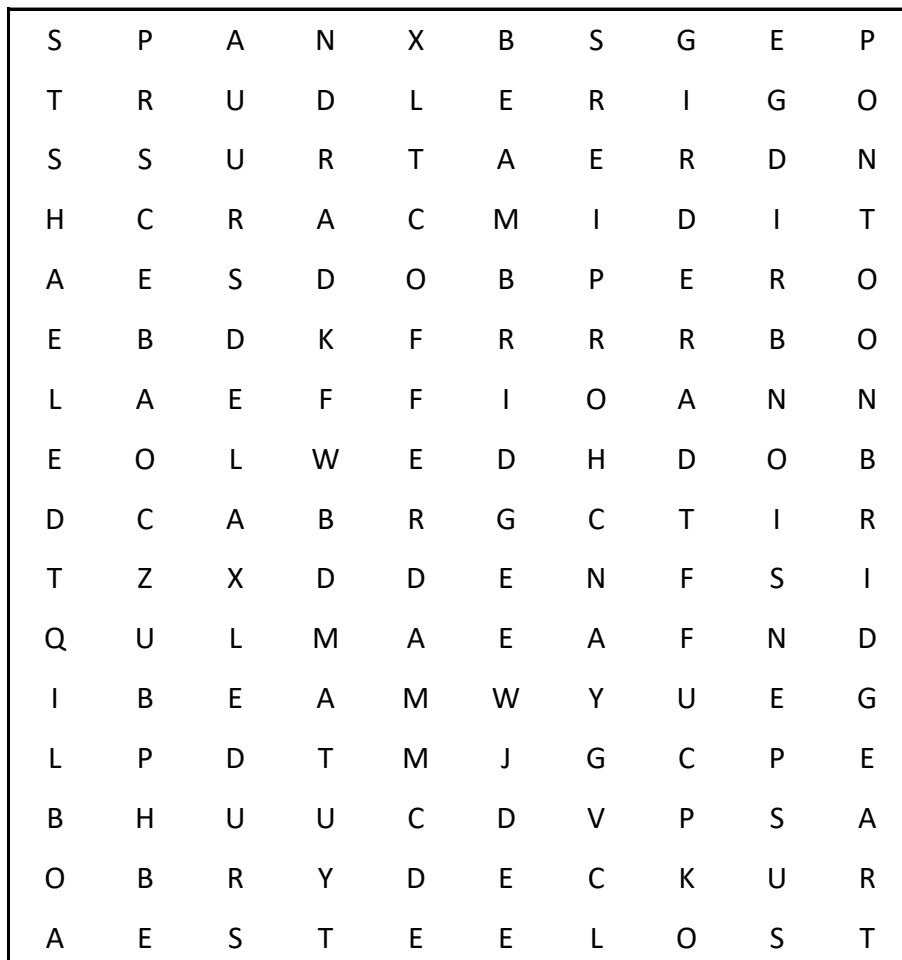 S P A N X B S G E P
T R U D L E R I G O
S S U R T A E R D N
H C R A C M I D I T
A E S D O B P E R O
E B D K F R R R B O
L A E F F I O A N N
E O L W E D H D O B
D C A B R G C T I R
T Z X D D E N F S I
Q U L M A E A F N D
I B E A M W Y U E G
L P D T M J G C P E
B H U U C D V P S A
O B R Y D E C K U R
A E S T E E L O S T